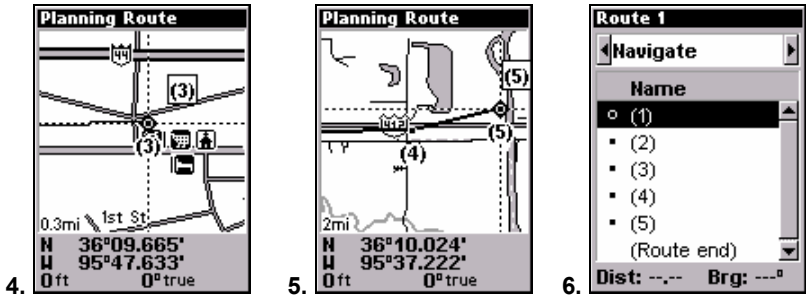 Planning Route
44
(3)
(3)
0.3mi
1st St
N 36°09.665'
W 95°47.633'
0ft 0° true
4.
Planning Route
(5)
412
(5)
(4)
2mi
N 36°10.024'
W 95°37.222'
0ft 0° true
5.
Route 1
Navigate
Name
(1)
(2)
(3)
(4)
(5)
(Route end)
Dist: --.-- Brg: ---°
6.